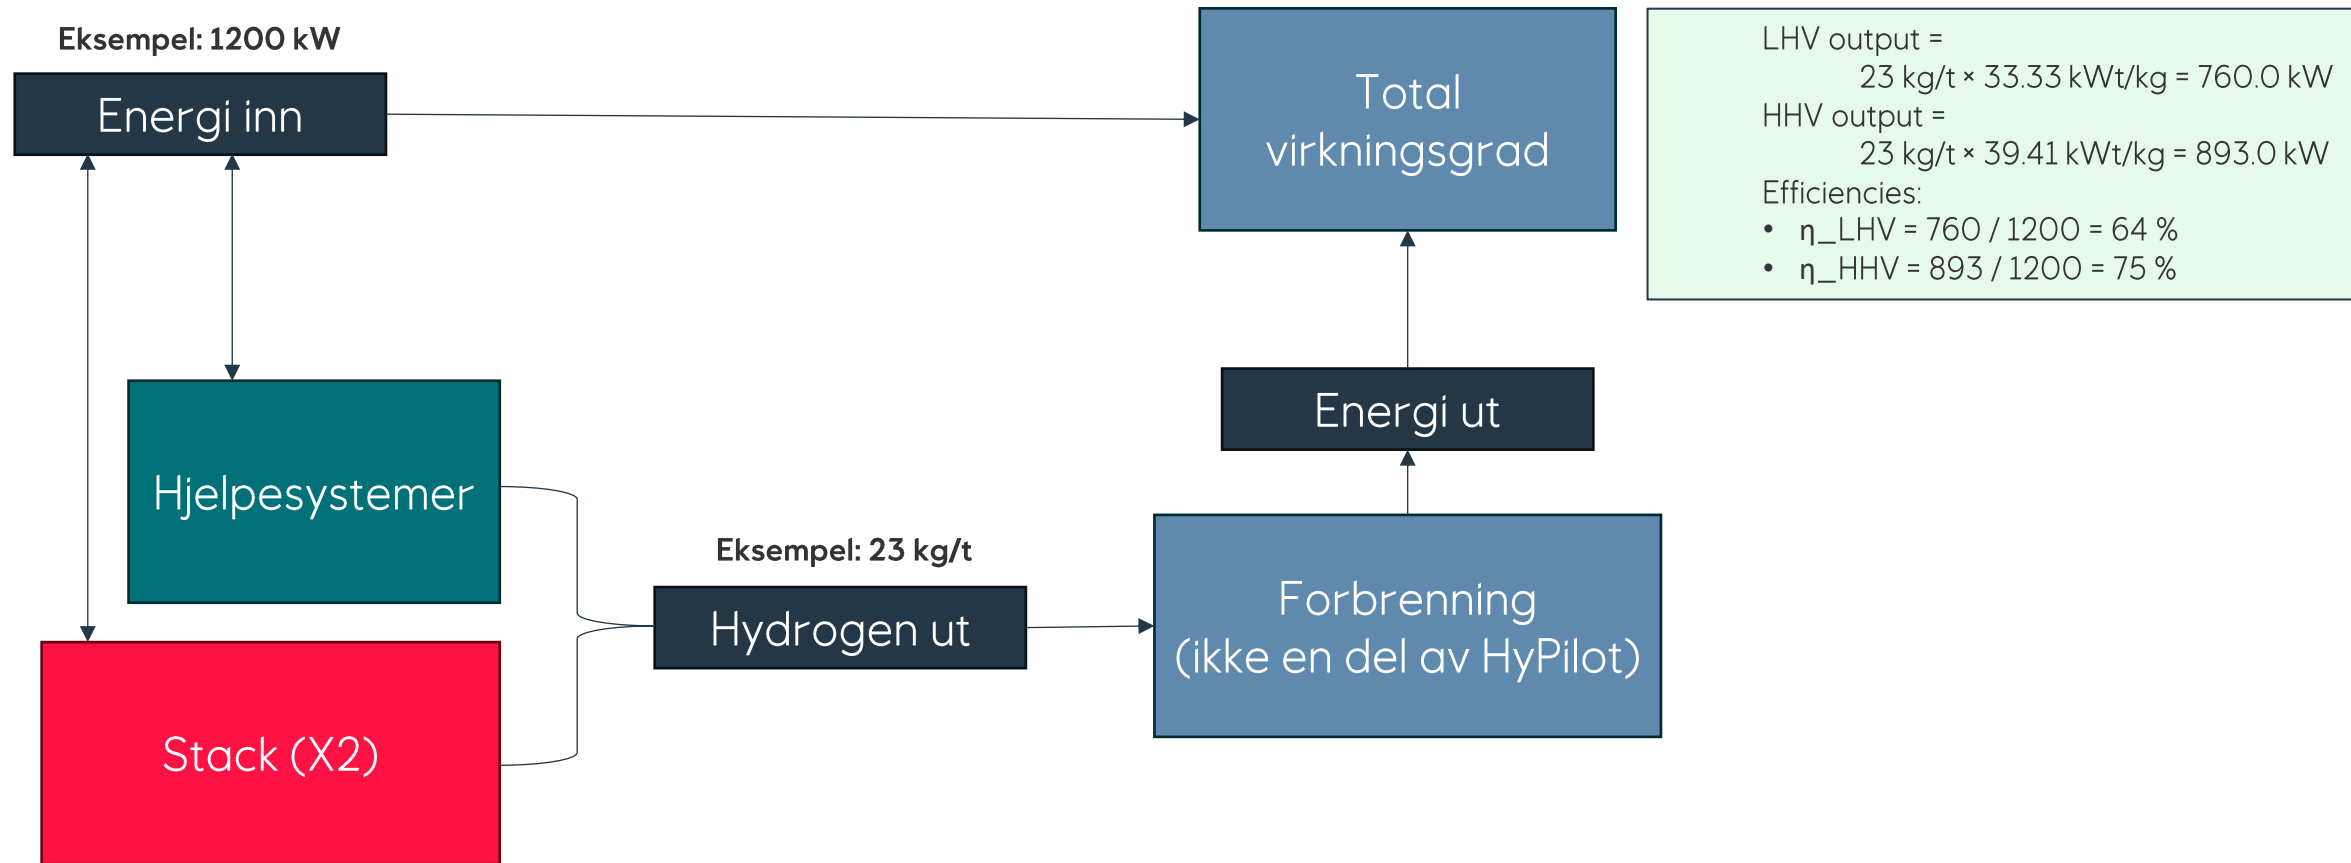 Eksempel: 1200 kW
Energi inn
Total
virkningsgrad
LHV output =
23 kg/t × 33.33 kWt/kg = 760.0 kW
HHV output =
23 kg/t × 39.41 kWt/kg = 893.0 kW
Efficiencies:
• η_LHV = 760 / 1200 = 64 %
• η_HHV = 893 / 1200 = 75 %
Energi ut
Hjelpesystemer
Eksempel: 23 kg/t
Hydrogen ut
Forbrenning
(ikke en del av HyPilot)
Stack (X2)